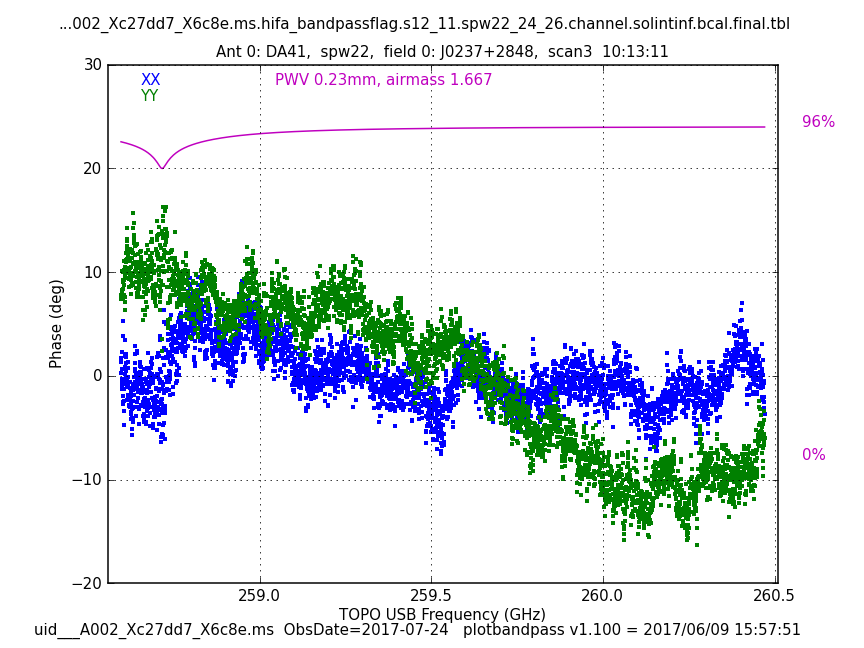 ...002_Xc27dd7_X6c8e.ms.hifa_bandpassflag.s12_11.spw22_24_26.channel.solintinf.bcal.final.tbl
Ant 0: DA41,  spw22,  field 0: J0237+2848,  scan3  10:13:11
XX
YY
PWV 0.23mm, airmass 1.667
96%
0%
30
20
10
0
−10
−20
Phase (deg)
259.0
259.5
260.0
260.5
TOPO USB Frequency (GHz)
uid___A002_Xc27dd7_X6c8e.ms  ObsDate=2017-07-24   plotbandpass v1.100 = 2017/06/09 15:57:51